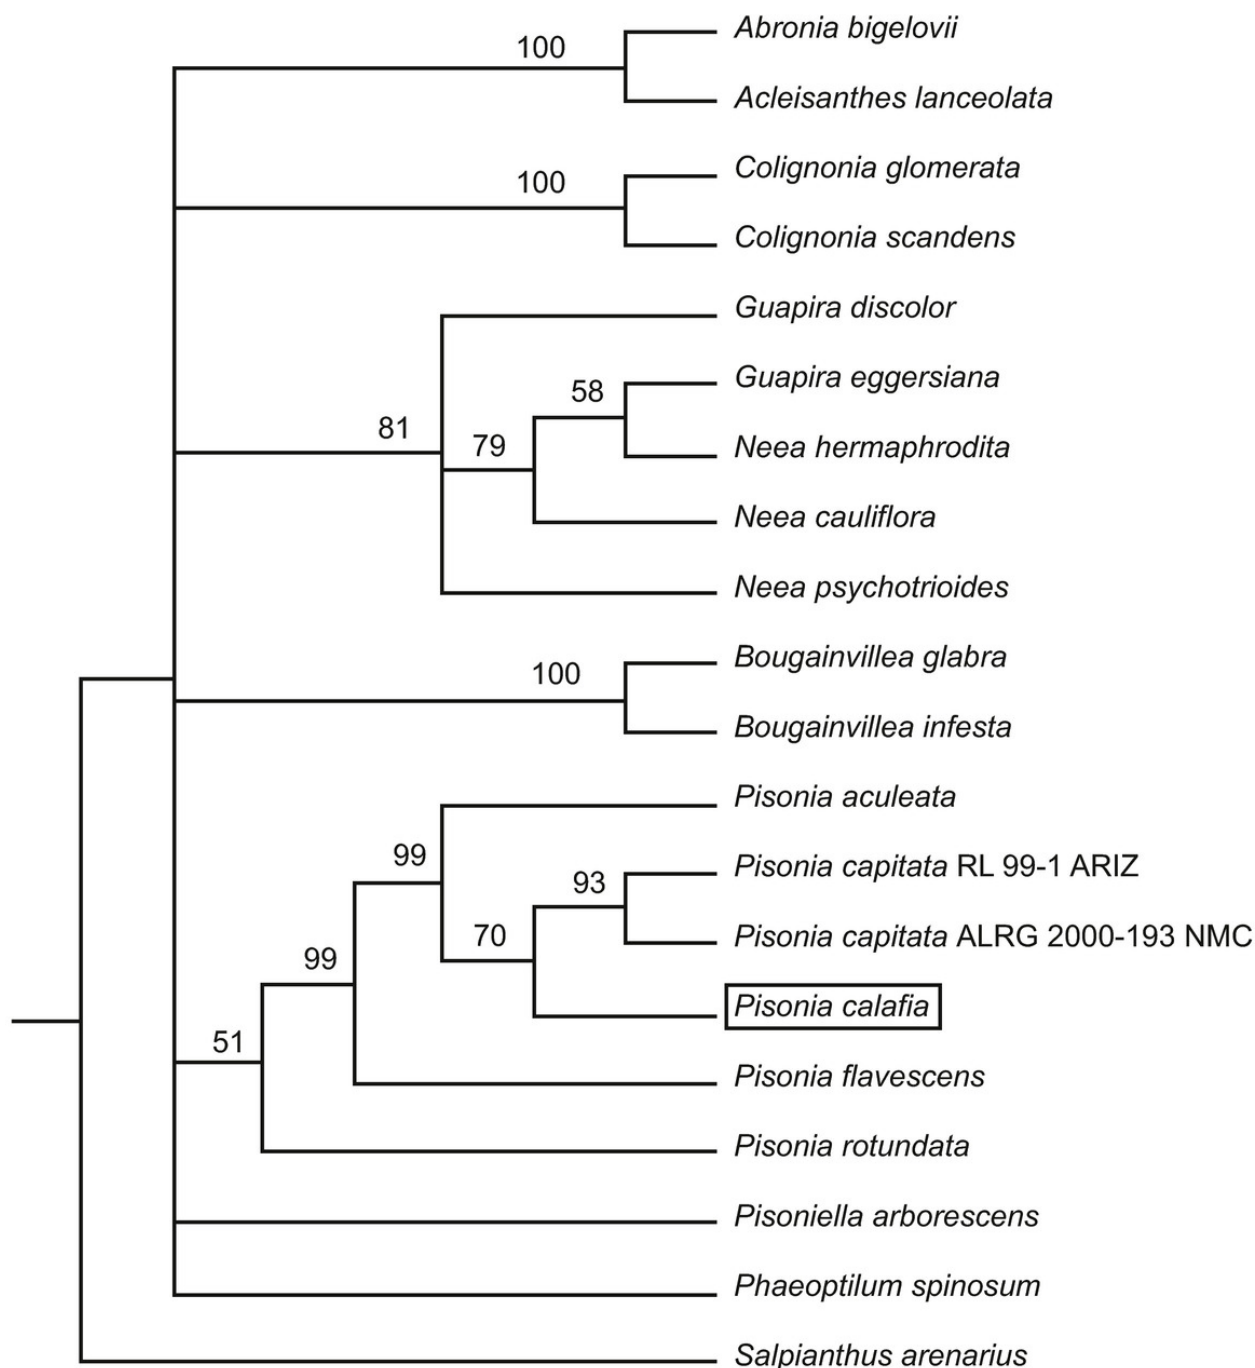 Abronia bigelovii
100
Acleisanthes lanceolata
Colignonia glomerata
100
Colignonia scandens
Guapira discolor
Guapira eggersiana
58
81
79
Neea hermaphrodita
Neea cauliflora
Neea psychotrioides
Bougainvillea glabra
100
Bougainvillea infesta
Pisonia aculeata
99
Pisonia capitata RL 99-1 ARIZ
93
70
Pisonia capitata ALRG 2000-193 NMC
99
Pisonia calafia
51
Pisonia flavescens
Pisonia rotundata
Pisoniella arborescens
Phaeoptilum spinosum
Salpianthus arenarius